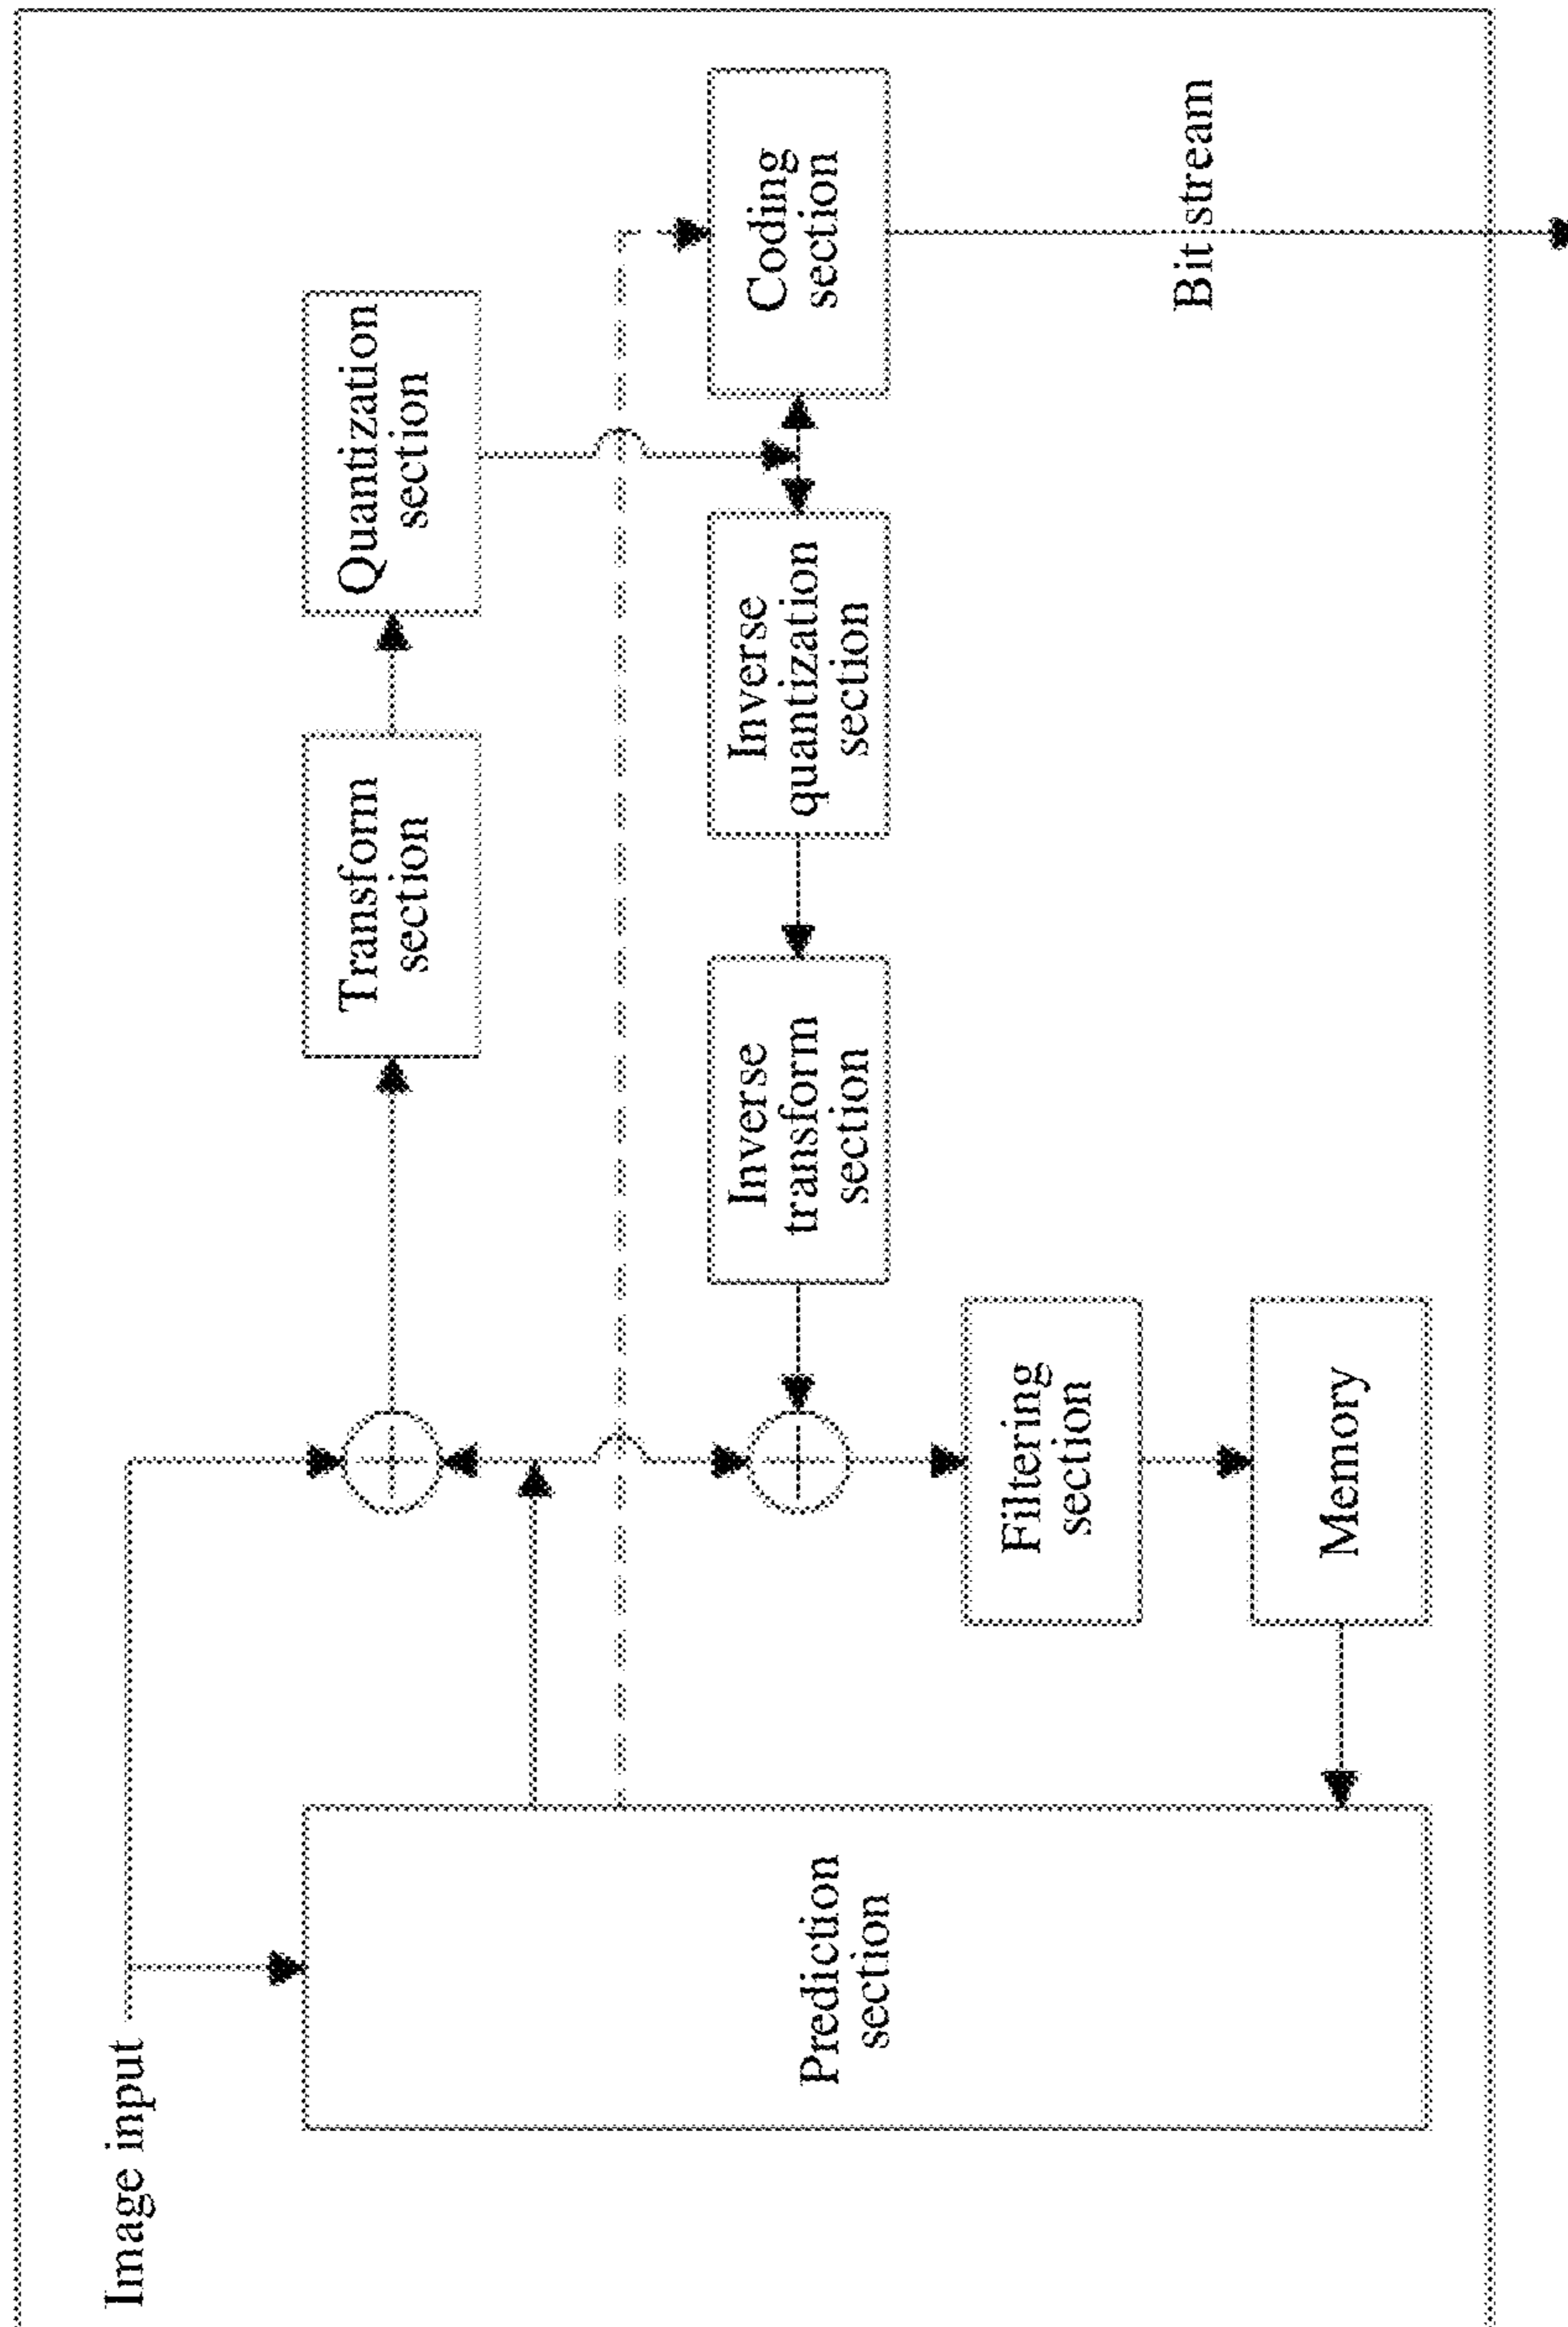 Image input
Prediction
section
Transform
section
Quantization
section
Inverse
transform
section
Inverse
quantization
section
Coding
section
Filtering
section
Memory
Bit stream